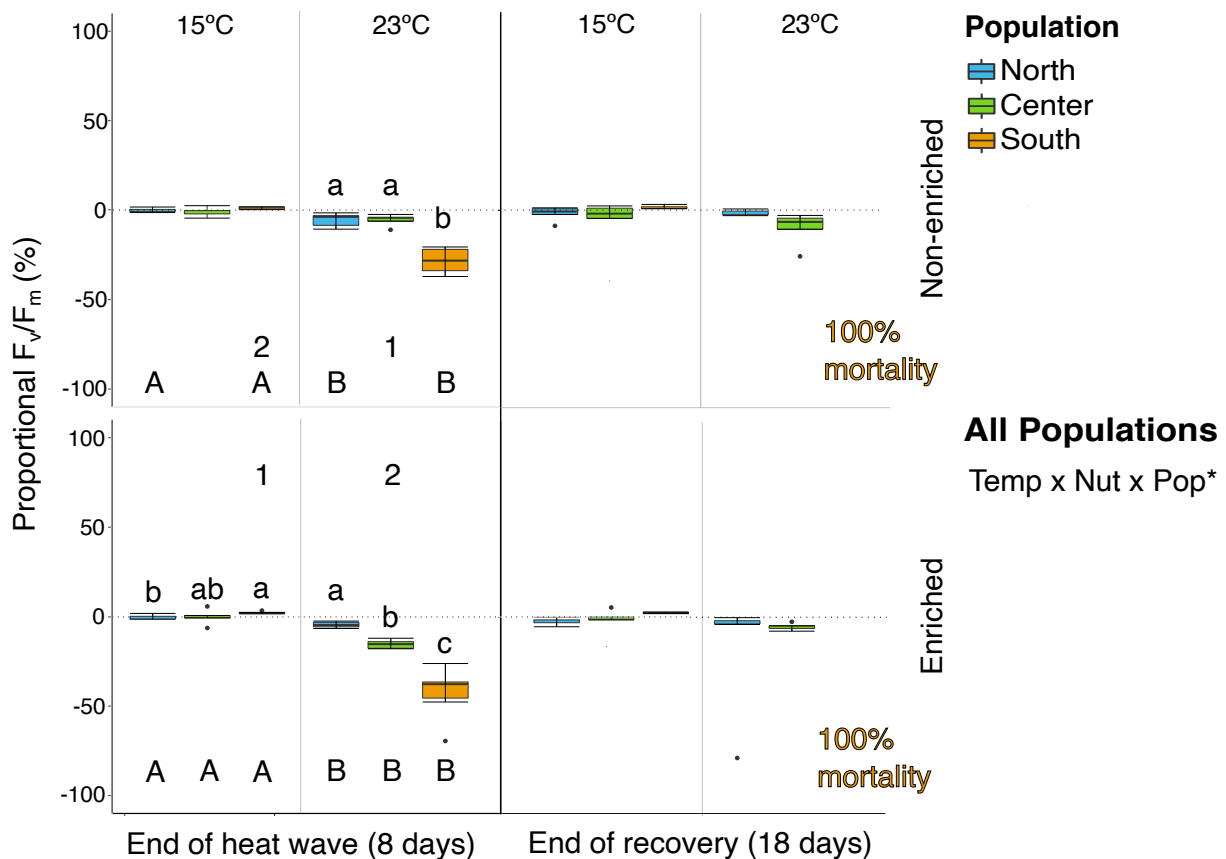 Proportional Fv/Fm (%)
100
50
0
-50
-100
15ºC
23ºC
15ºC
23ºC
a
a
b
2
1
A
A
B
B
100%
mortality
Non-enriched
Population
North
Center
South
100
50
0
-50
-100
1
2
b
ab
a
a
b
c
A
A
A
B
B
B
100%
mortality
Enriched
All Populations
Temp x Nut x Pop*
End of heat wave (8 days)
End of recovery (18 days)